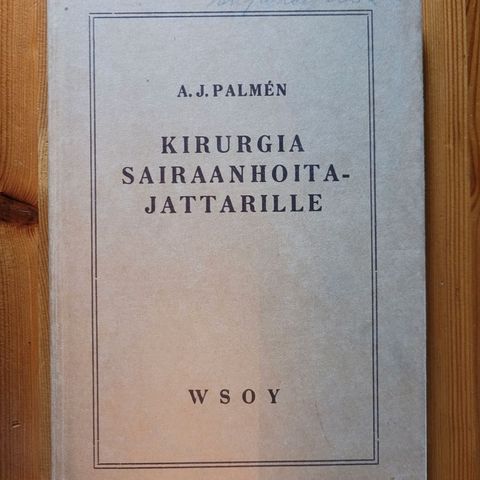 A. J. PALMÉN
KIRURGIA
SAIRAANHOITA-
JATTARILLE
WSOY